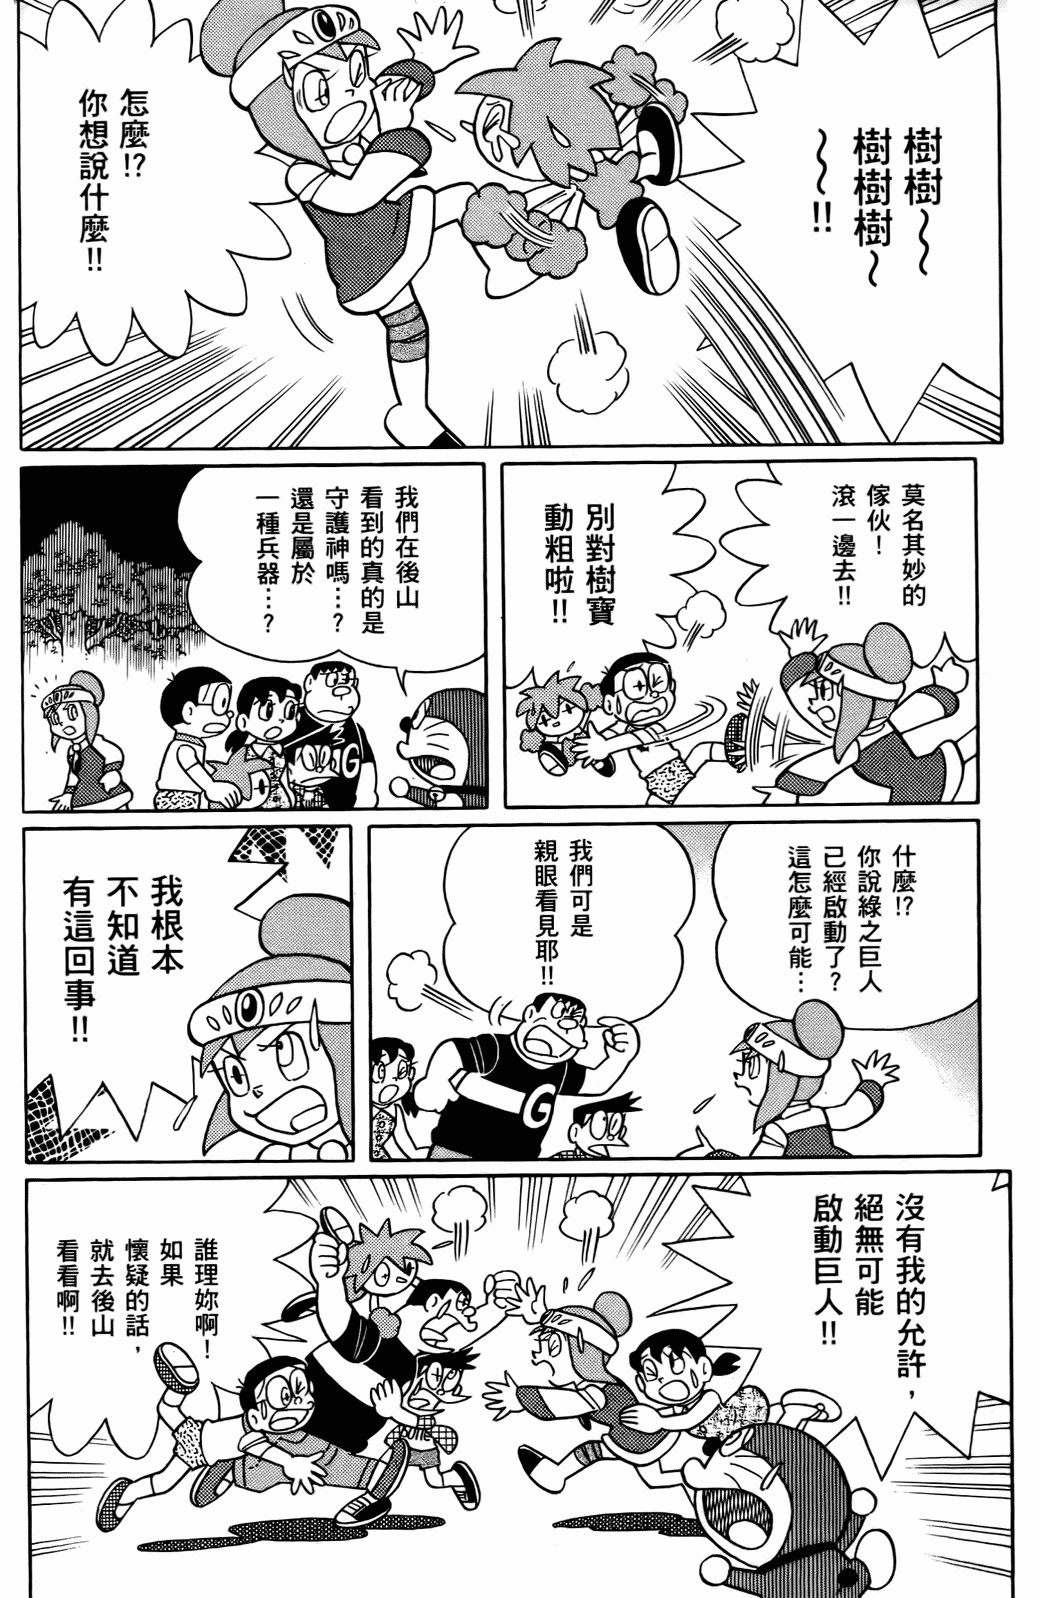 樹樹～
樹樹樹～
～!!
怎麼!?
你想說什麼!!
莫名其妙的
傢伙！
滾一邊去!!
別對樹寶
動粗啦!!
我們在後山
看到的真的是
守護神嗎…?
還是屬於
一種兵器…?
G
什麼!?
你說綠之巨人
已經啟動了?
這怎麼可能…
我們可是
親眼看見耶!!
G
我根本
不知道
有這回事!!
沒有我的允許，
絕無可能
啟動巨人!!
誰理妳啊！
如果
懷疑的話，
就去後山
看看啊!!